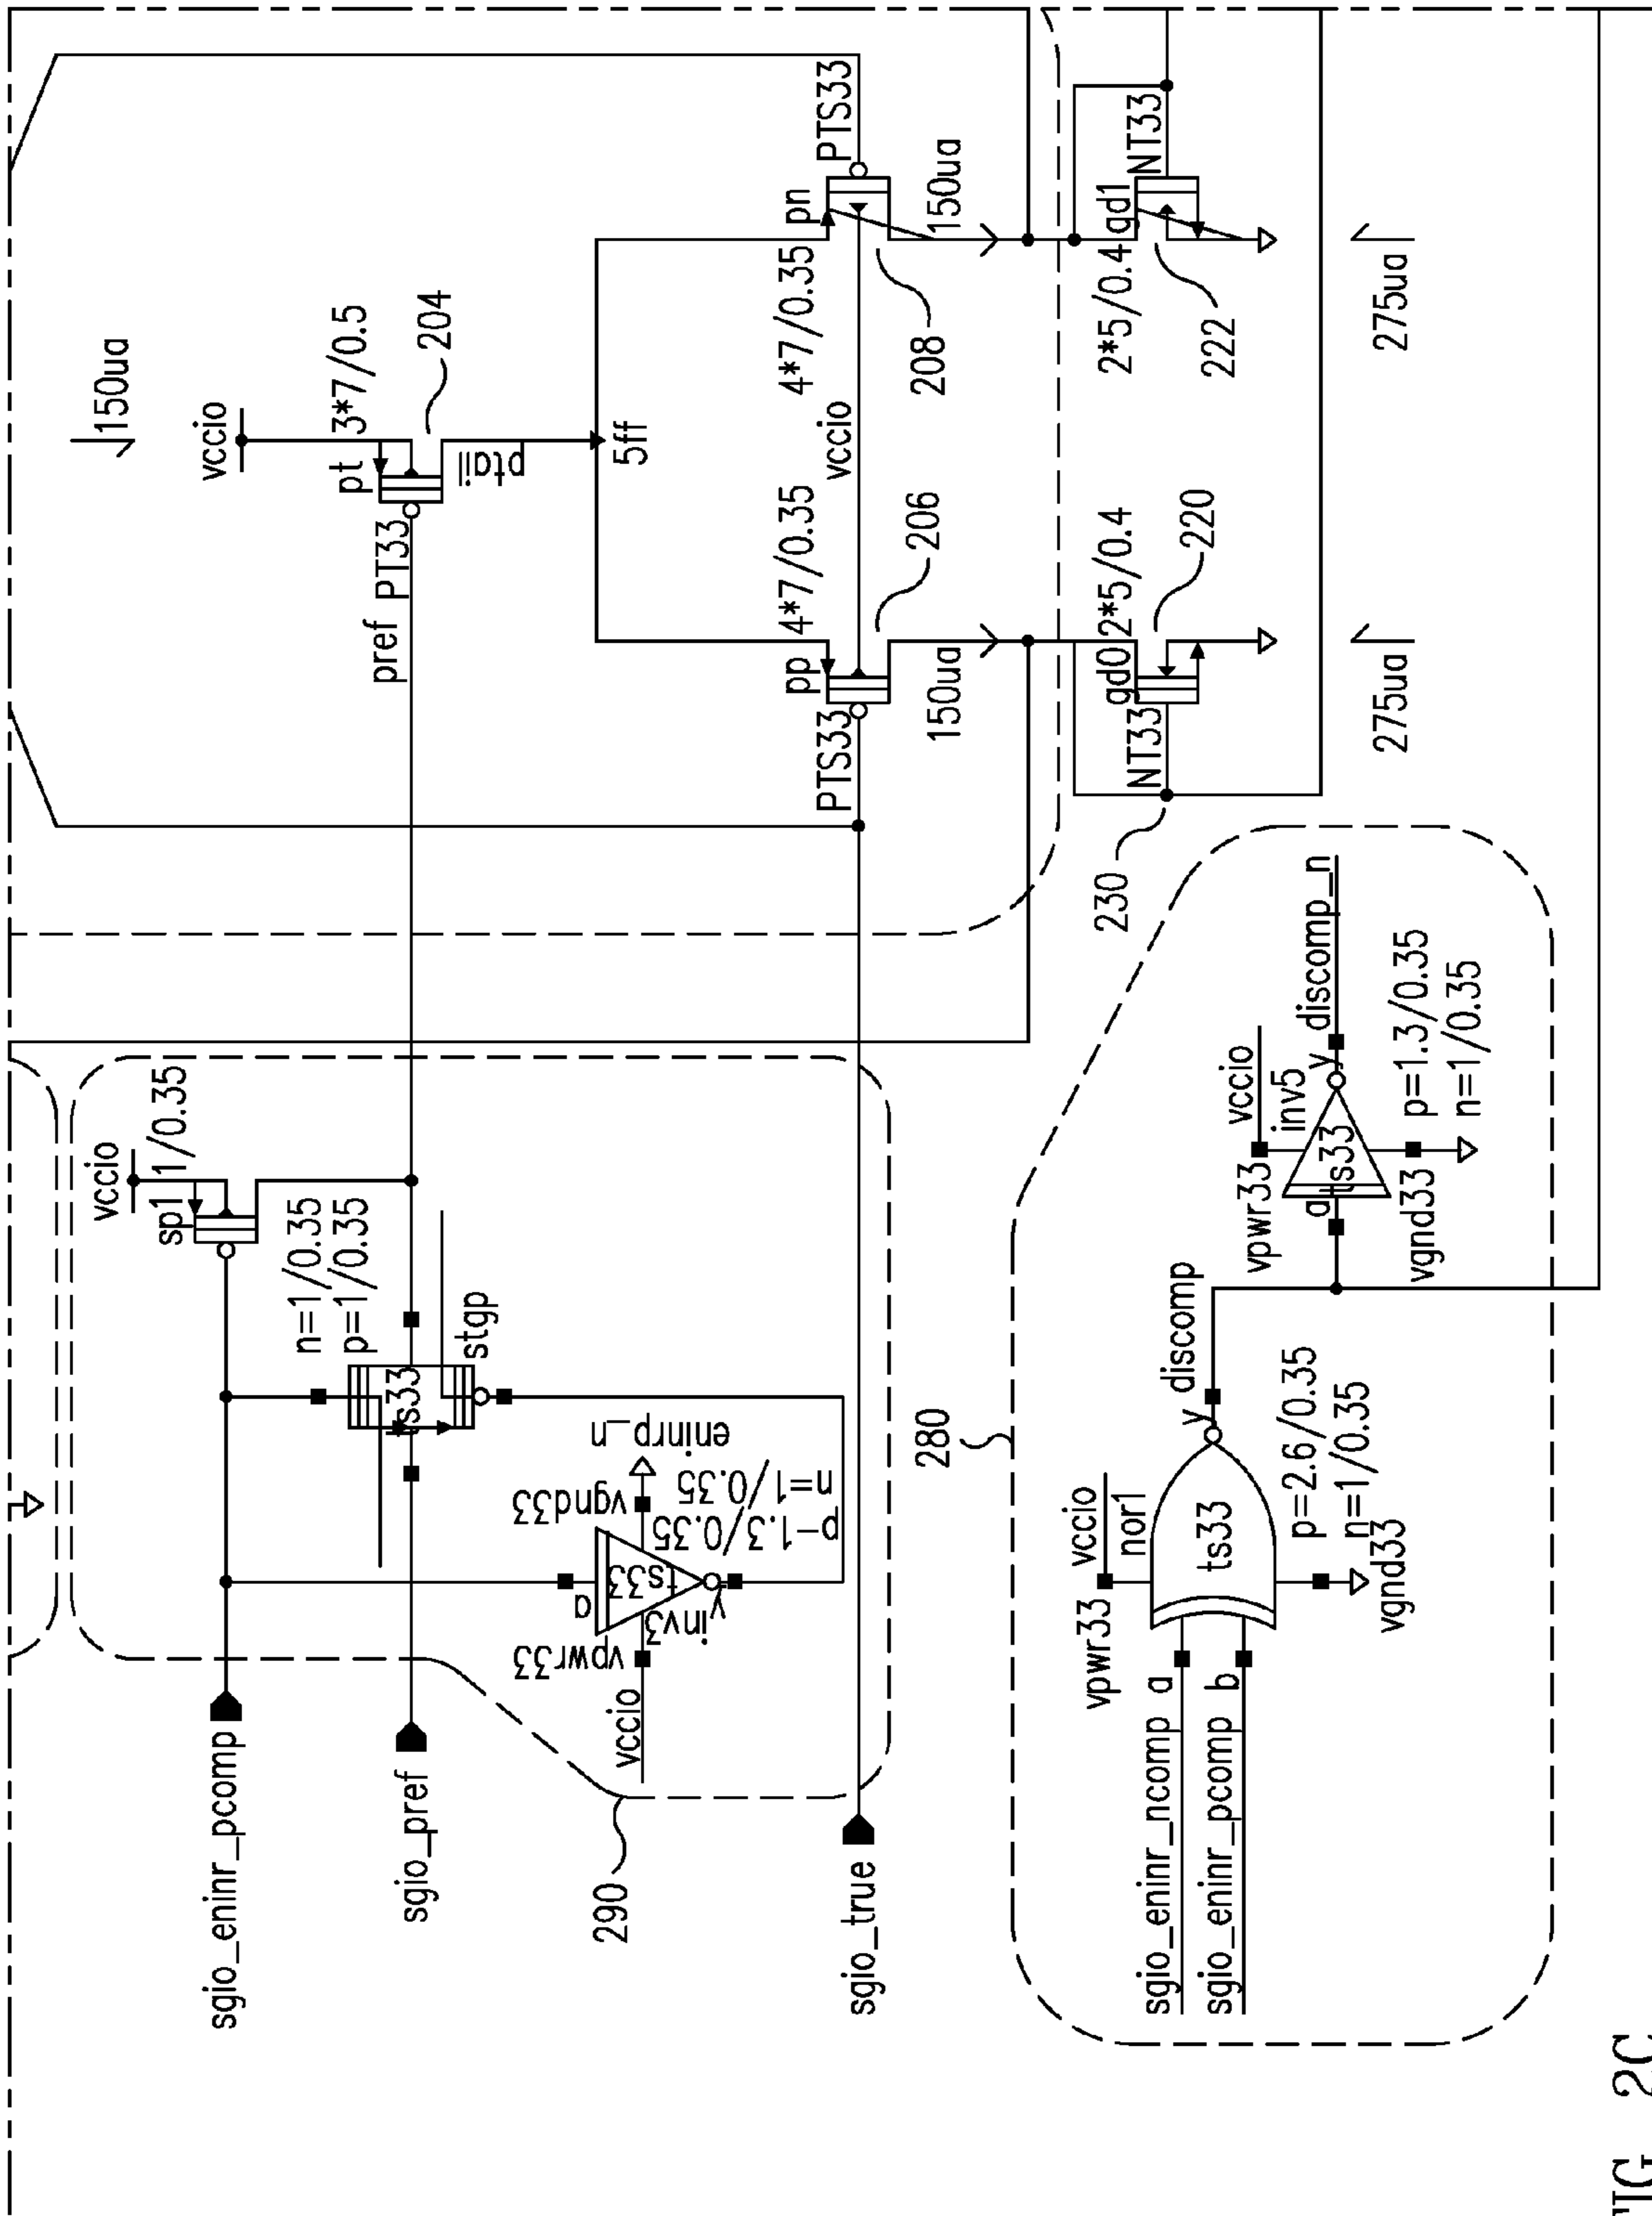 150ua
vccio
pt
3*7/0.5
204
pref
PT33
ptail
5ff
pp
4*7/0.35
PTS33
206
150ua
vccio
pn
4*7/0.35
PTS33
208
150ua
gd0
2*5/0.4
NT33
220
275ua
230
2*5/0.4
gd1
NT33
222
275ua
vccio
sp1
1/0.35
n=1/0.35
p=1/0.35
stgp
eninrp_n
n=1/0.35
p-1.3/0.35
vgnd33
ts33
a
y
inv3
vpwr33
vccio
sgio_eninr_pcomp
sgio_pref
290
sgio_true
280
sgio_eninr_ncomp
a
sgio_eninr_pcomp
b
vpwr33
vccio
nor1
ts33
y
discomp
p=2.6/0.35
n=1/0.35
vgnd33
vpwr33
vccio
inv5
a
ts33
y
discomp_n
vgnd33
p=1.3/0.35
n=1/0.35
2C